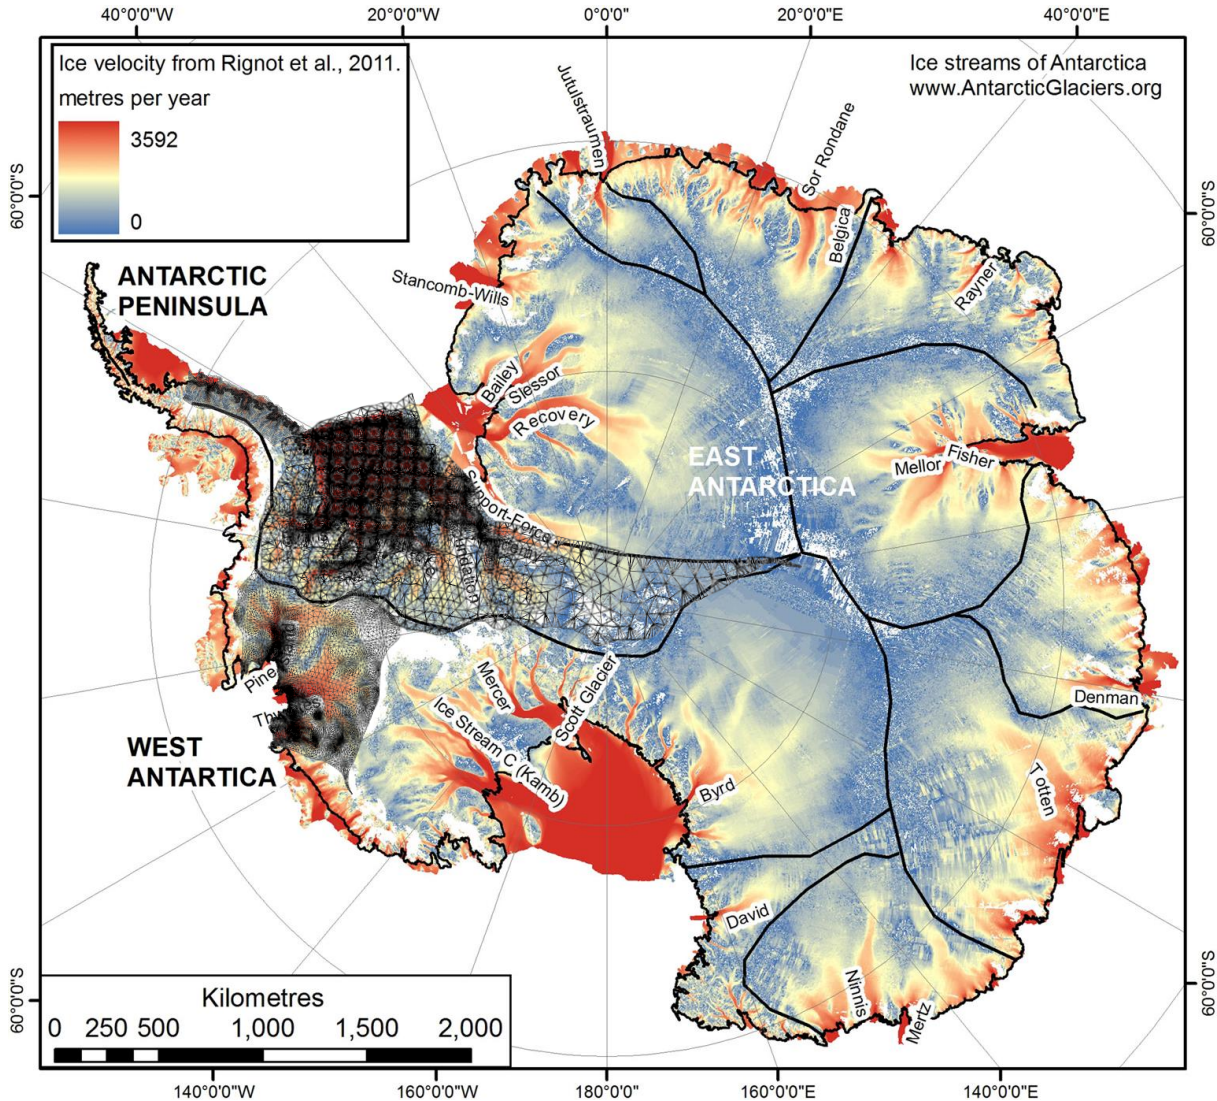 40°0'0"W
20°0'0"W
0°0'0"
20°0'0"E
40°0'0"E
Ice velocity from Rignot et al., 2011.
metres per year
3592
0
Ice streams of Antarctica
www.AntarcticGlaciers.org
60°0'0"S
60°0'0"S
Jutulstraumen
Sor Rondane
Belgica
Rayner
Stancomb-Wills
ANTARCTIC
PENINSULA
Bailey
Slessor
Recovery
Support-Force
EAST
ANTARCTICA
Mellor
Fisher
Pine
Mercer
Scott Glacier
Ice Stream C (Kamb)
Byrd
Denman
Totten
WEST
ANTARTICA
David
Ninnis
Mertz
Kilometres
0 250 500 1,000 1,500 2,000
60°0'0"S
60°0'0"S
140°0'0"W
160°0'0"W
180°0'0"
160°0'0"E
140°0'0"E